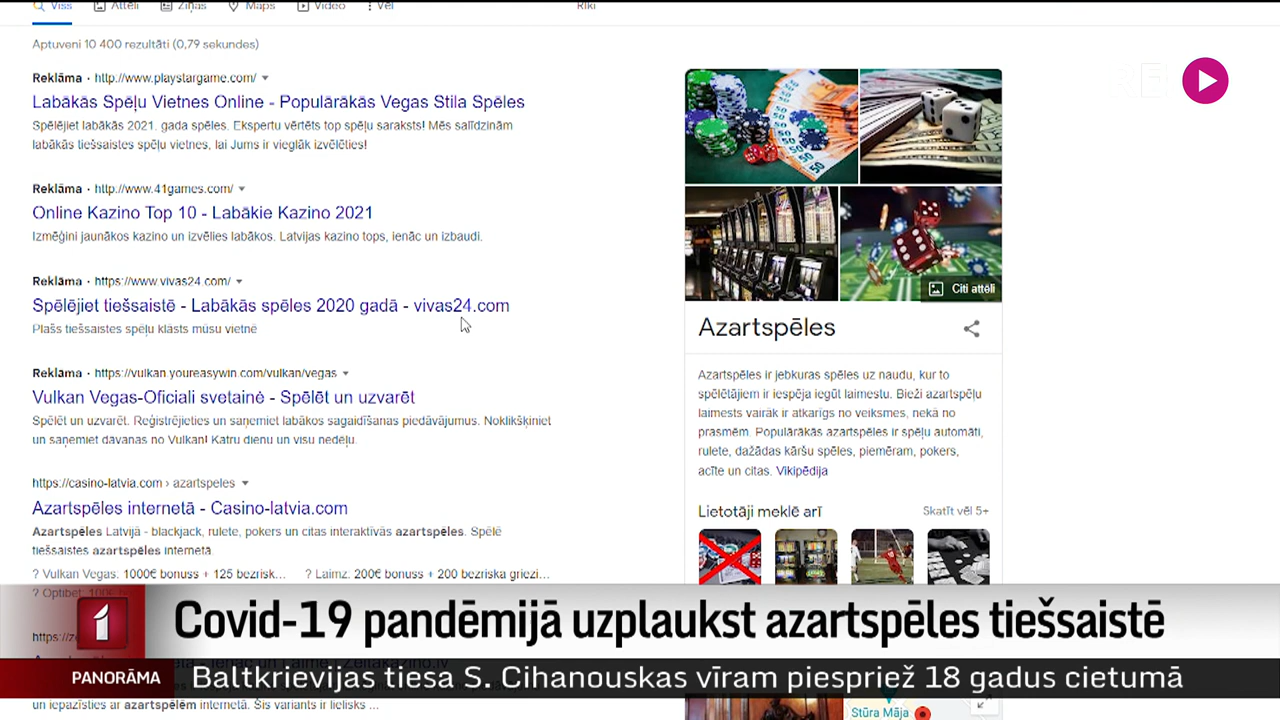 Viss Attēli Ziņas Maps Video Vēl Rīki
Aptuveni 10 400 rezultāti (0,79 sekundes)
Reklāma · http://www.playstargame.com/
Labākās Spēļu Vietnes Online - Populārākās Vegas Stila Spēles
Spēlējiet labākās 2021. gada spēles. Ekspertu vērtēts top spēļu saraksts! Mēs salīdzinām
labākās tiešsaistes spēļu vietnes, lai Jums ir vieglāk izvēlēties!
Reklāma · http://www.41games.com/
Online Kazino Top 10 - Labākie Kazino 2021
Izmēģini jaunākos kazino un izvēlies labākos. Latvijas kazino tops, ienāc un izbaudi.
Reklāma · https://www.vivas24.com/
Spēlējiet tiešsaistē - Labākās spēles 2020 gadā - vivas24.com
Plašs tiešsaistes spēļu klāsts mūsu vietnē
Reklāma · https://vulkan.youreasywin.com/vulkan/vegas
Vulkan Vegas-Oficiali svetainė - Spēlēt un uzvarēt
Spēlēt un uzvarēt. Reģistrējieties un saņemiet labākos sagaidīšanas piedāvājumus. Noklikšķiniet
un saņemiet dāvanas no Vulkan! Katru dienu un visu nedēļu.
https://casino-latvia.com › azartspeles
Azartspēles internetā - Casino-latvia.com
Azartspēles Latvijā - blackjack, rulete, pokers un citas interaktīvās azartspēles. Spēlē
tiešsaistes azartspēles internetā.
? Vulkan Vegas: 1000€ bonuss + 125 bezrisk... ? Laimz: 200€ bonuss + 200 bezriska griezi...
? Optibet: 100€
Citi attēli
Azartspēles
Azartspēles ir jebkuras spēles uz naudu, kur to
spēlētājiem ir iespēja iegūt laimestu. Bieži azartspēļu
laimests vairāk ir atkarīgs no veiksmes, nekā no
prasmēm. Populārākās azartspēles ir spēļu automāti,
rulete, dažādas kāršu spēles, piemēram, pokers,
acīte un citas. Vikipēdija
Lietotāji meklē arī Skatīt vēl 5+
1 Covid-19 pandēmijā uzplaukst azartspēles tiešsaistē
PANORĀMA Baltkrievijas tiesa S. Cihanouskas vīram piespriež 18 gadus cietumā
un iepazīsties ar azartspēlēm internetā. Šis variants ir lielisks ...
Stūra Māja